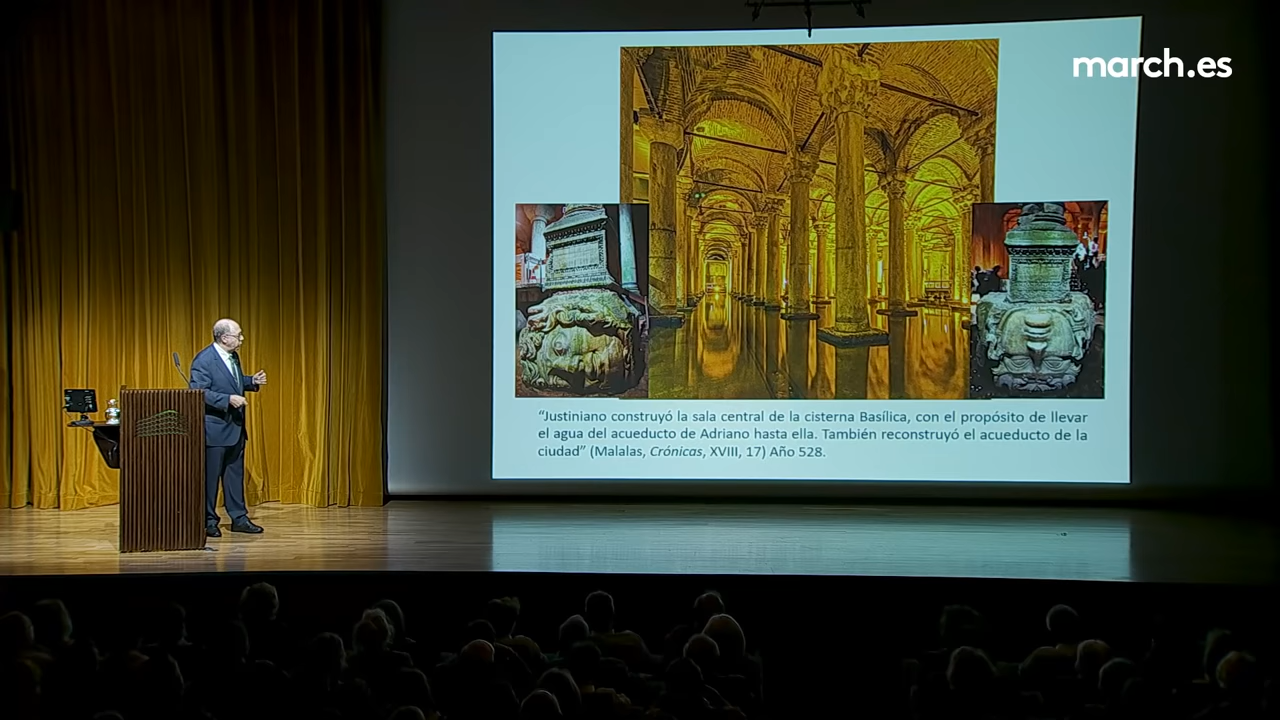 march.es
“Justiniano construyó la sala central de la cisterna Basílica, con el propósito de llevar
el agua del acueducto de Adriano hasta ella. También reconstruyó el acueducto de la
ciudad” (Malalas, Crónicas, XVIII, 17) Año 528.